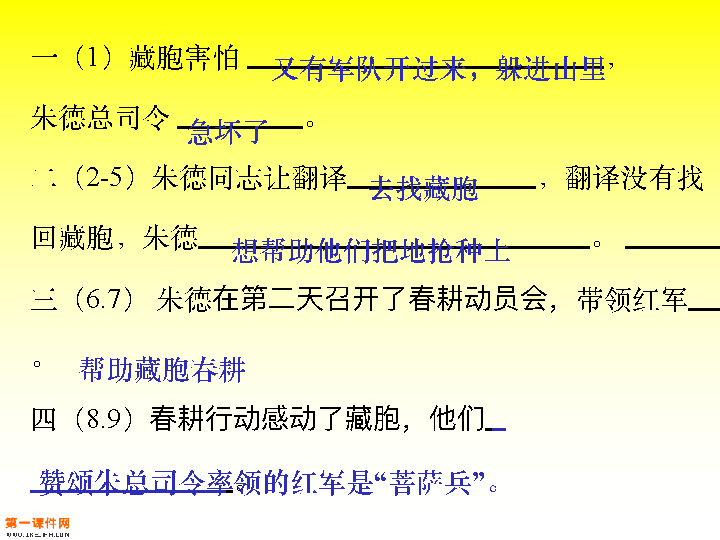 一（1）藏胞害怕 又有军队开过来，躲进山里，
朱德总司令 急坏了。
二（2-5）朱德同志让翻译 去找藏胞，翻译没有找
回藏胞，朱德 想帮助他们把地抢种上。
三（6.7） 朱德在第二天召开了春耕动员会，带领红军
。 帮助藏胞春耕
四（8.9）春耕行动感动了藏胞，他们
赞颂朱总司令率领的红军是“菩萨兵”。
第一课件网
WWW.1KEJIAN.COM